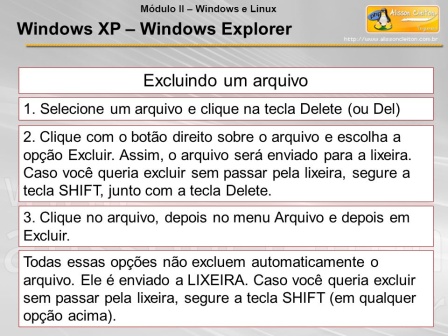 Módulo II – Windows e Linux
Windows XP – Windows Explorer
Alisson Cleiton
http://www.alissoncleiton.com.br
Excluindo um arquivo
1. Selecione um arquivo e clique na tecla Delete (ou Del)
2. Clique com o botão direito sobre o arquivo e escolha a
opção Excluir. Assim, o arquivo será enviado para a lixeira.
Caso você queria excluir sem passar pela lixeira, segure a
tecla SHIFT, junto com a tecla Delete.
3. Clique no arquivo, depois no menu Arquivo e depois em
Excluir.
Todas essas opções não excluem automaticamente o
arquivo. Ele é enviado a LIXEIRA. Caso você queria excluir
sem passar pela lixeira, segure a tecla SHIFT (em qualquer
opção acima).